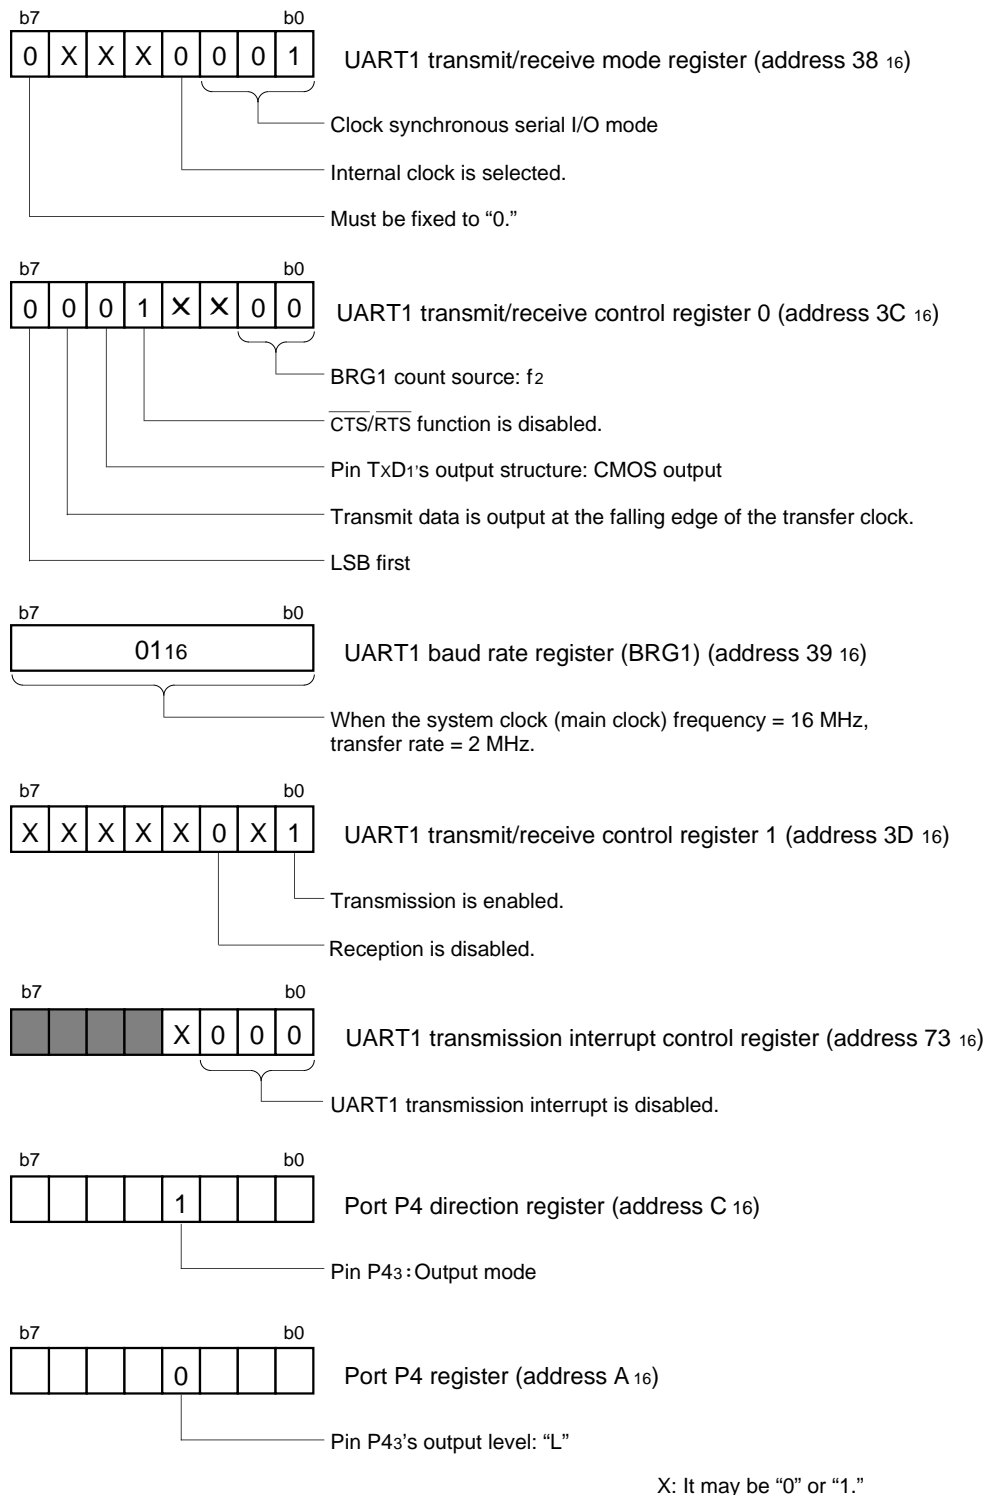 b7 b0
0 X X X 0 0 0 1 UART1 transmit/receive mode register (address 38 16)
Clock synchronous serial I/O mode
Internal clock is selected.
Must be fixed to “0.”
b7 b0
0 0 0 1 X X 0 0 UART1 transmit/receive control register 0 (address 3C 16)
BRG1 count source: f2
CTS/RTS function is disabled.
Pin TxD1's output structure: CMOS output
Transmit data is output at the falling edge of the transfer clock.
LSB first
b7 b0
0116 UART1 baud rate register (BRG1) (address 39 16)
When the system clock (main clock) frequency = 16 MHz,
transfer rate = 2 MHz.
b7 b0
X X X X X 0 X 1 UART1 transmit/receive control register 1 (address 3D 16)
Transmission is enabled.
Reception is disabled.
b7 b0
X 0 0 0 UART1 transmission interrupt control register (address 73 16)
UART1 transmission interrupt is disabled.
b7 b0
1 Port P4 direction register (address C 16)
Pin P43: Output mode
b7 b0
0 Port P4 register (address A 16)
Pin P43’s output level: “L”
X: It may be “0” or “1.”